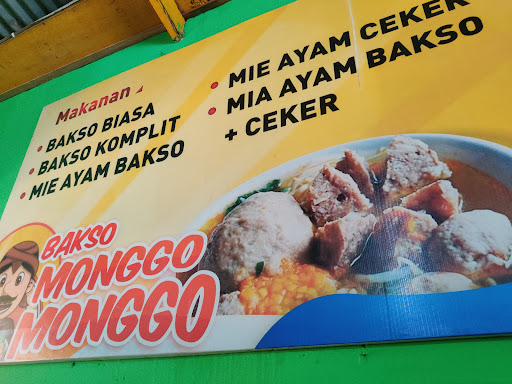 Makanan
• BAKSO BIASA
• BAKSO KOMPLIT
• MIE AYAM BAKSO
• MIE AYAM CEKER
• MIA AYAM BAKSO
+ CEKER
BAKSO
MONGGO
MONGGO